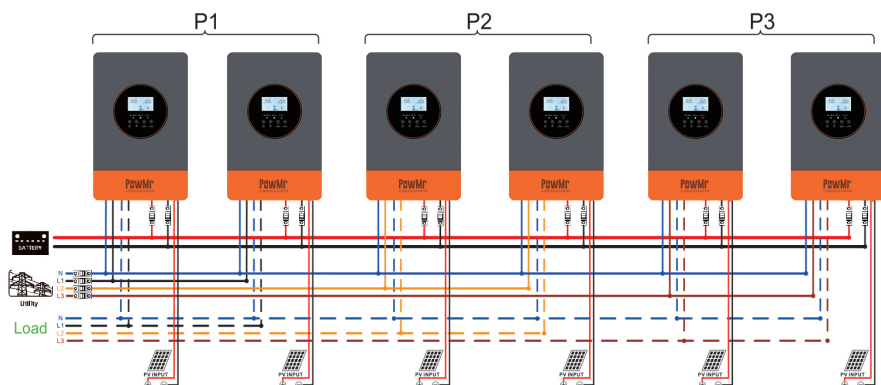 P1 P2 P3
PowMr PowMr PowMr PowMr PowMr PowMr
BATTERY
N
L1
L2
L3
Utility
Load
N
L1
L2
L3
PV INPUT PV INPUT PV INPUT PV INPUT PV INPUT PV INPUT